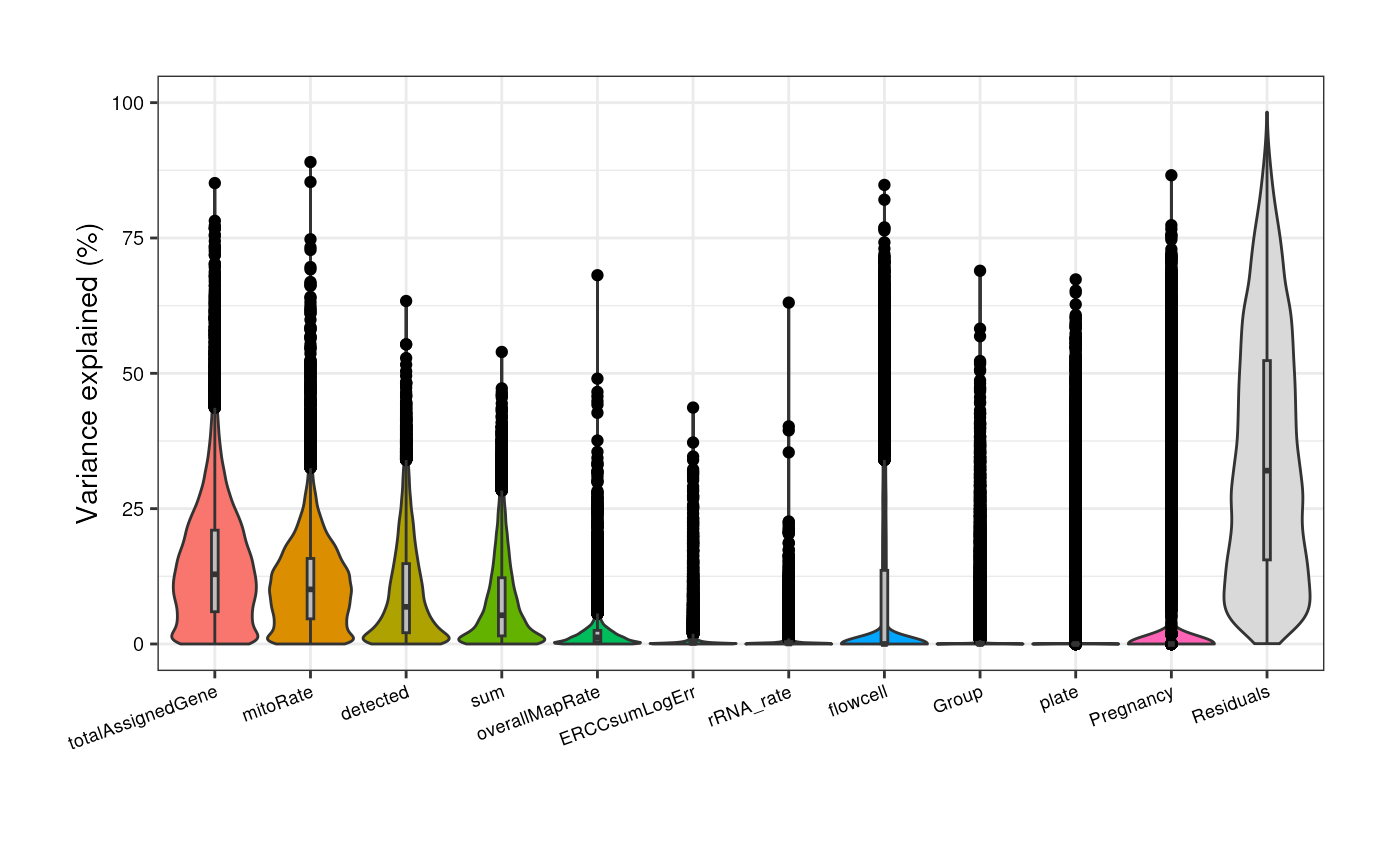 Variance explained (%)
100
75
50
25
0
totalAssignedGene
mitoRate
detected
sum
overallMapRate
ERCCsumLogErr
rRNA_rate
flowcell
Group
plate
Pregnancy
Residuals